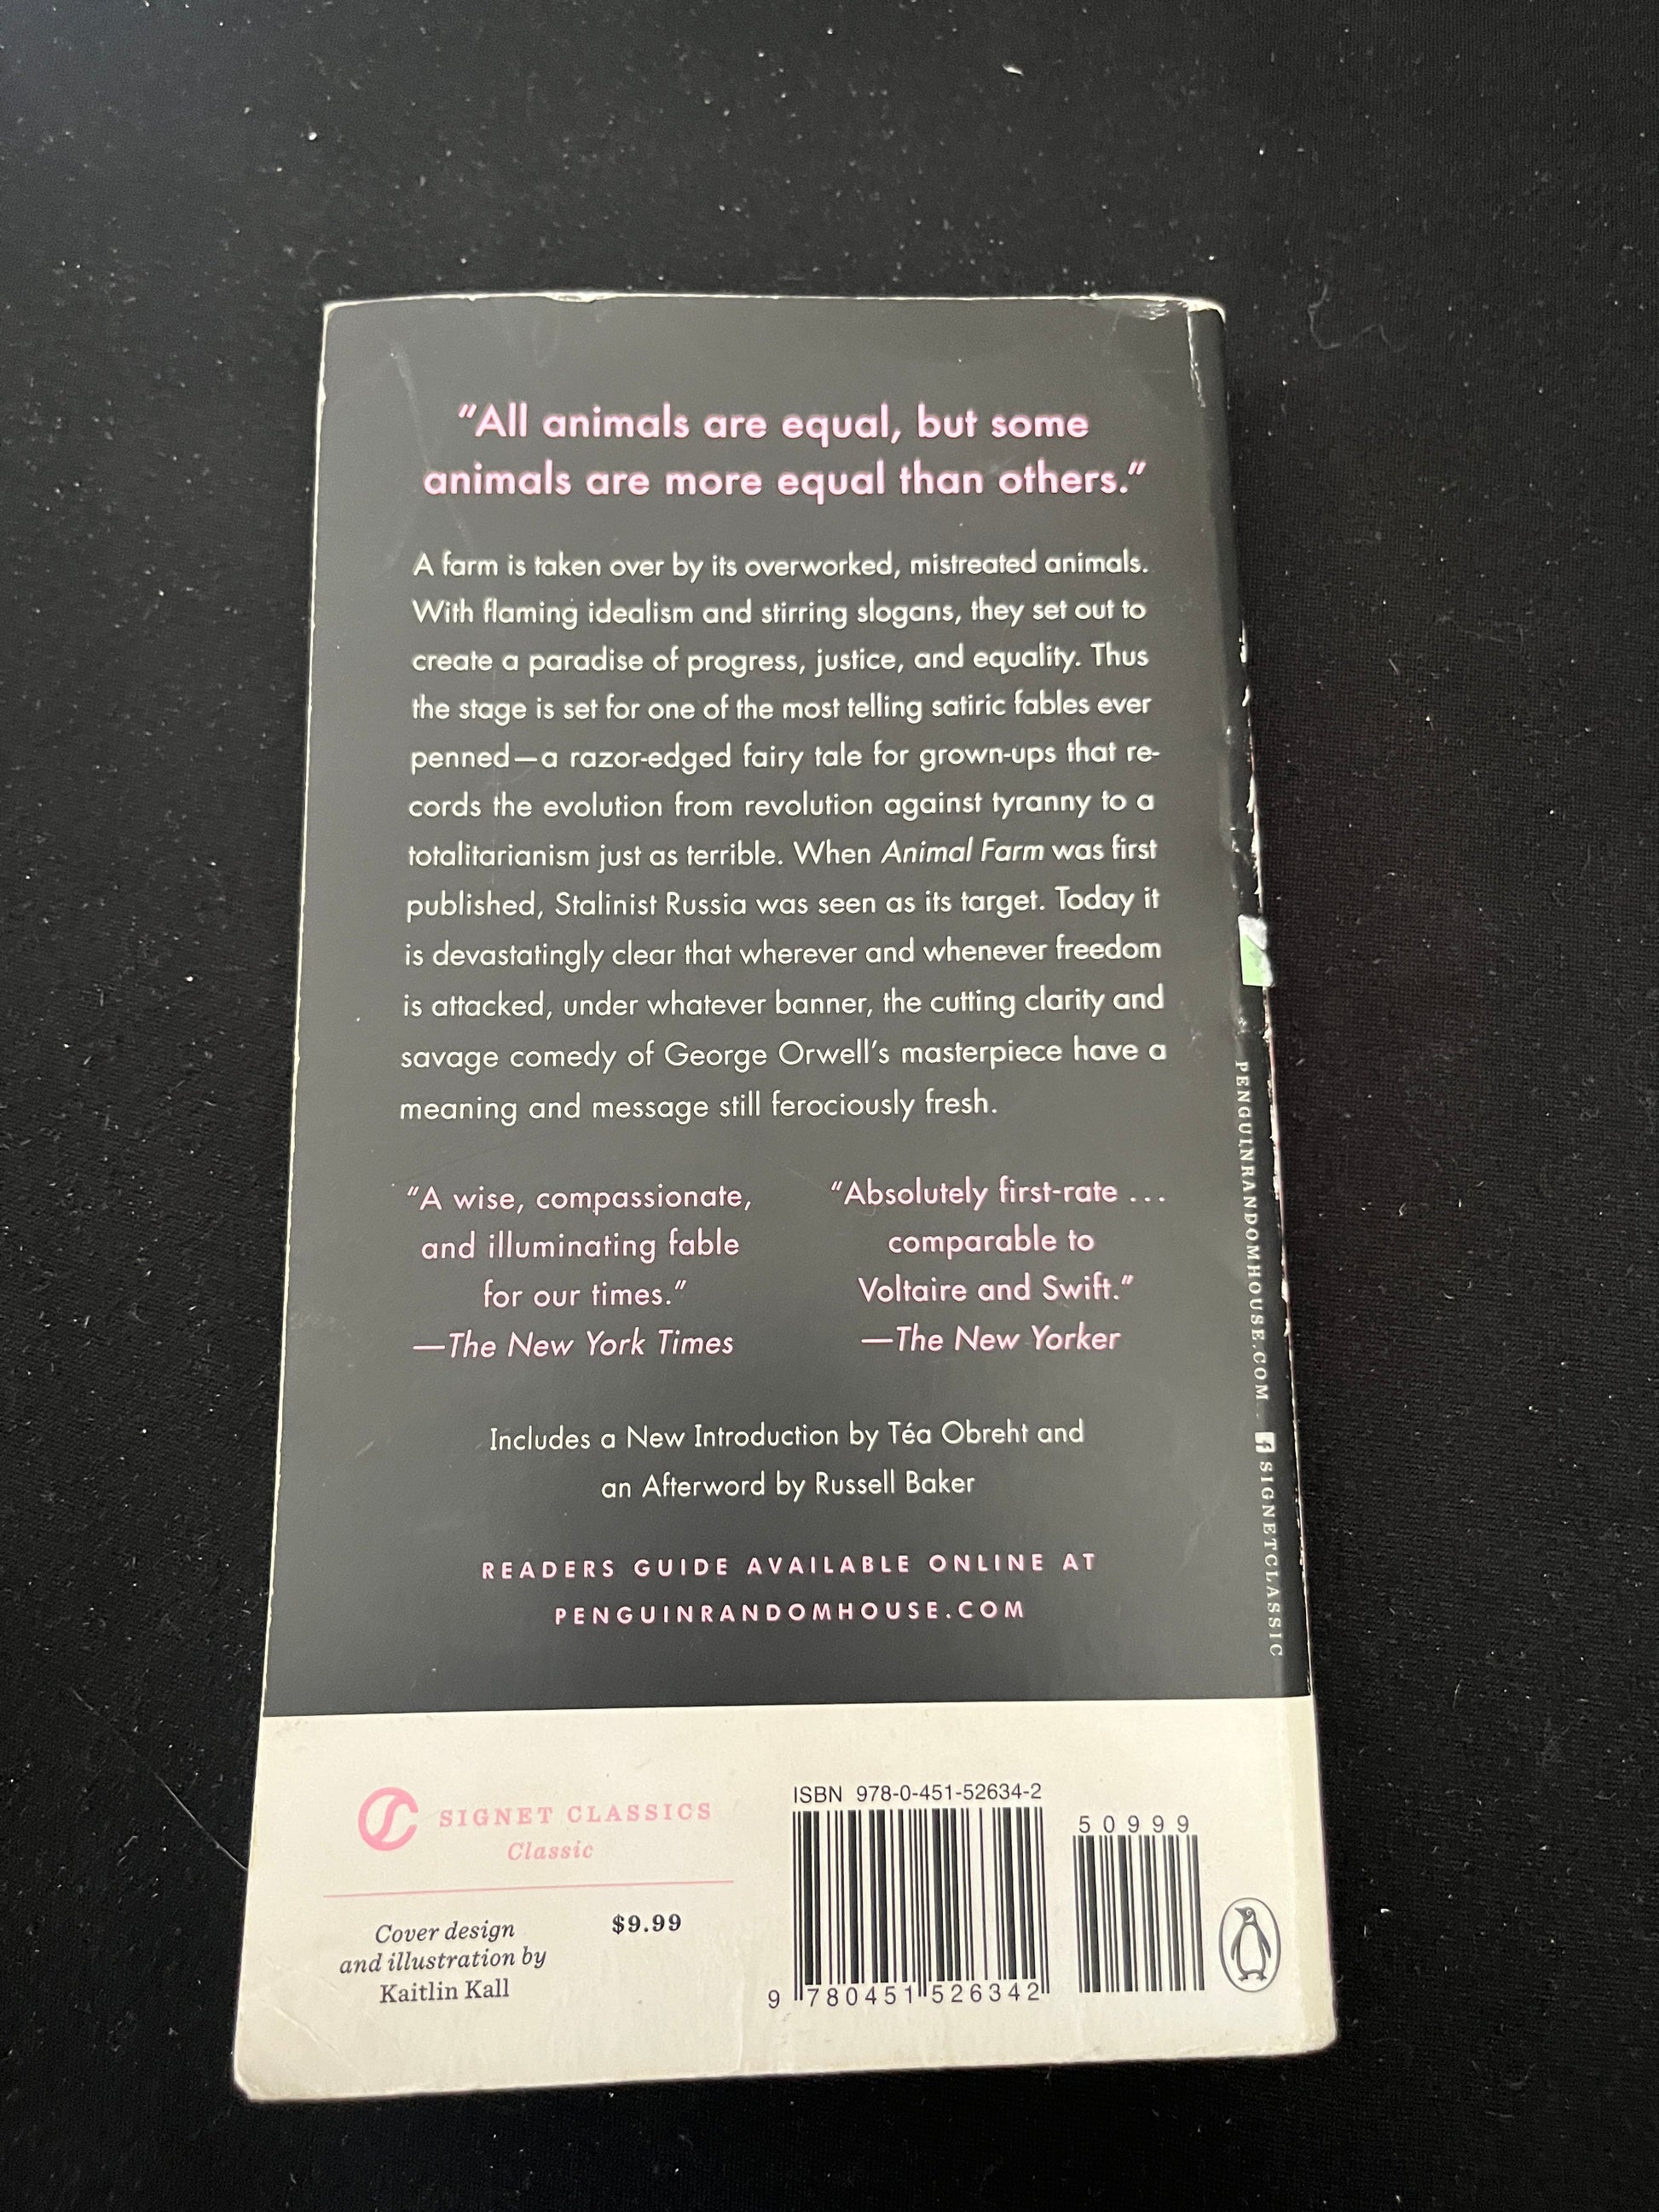 "All animals are equal, but some
animals are more equal than others."
A farm is taken over by its overworked, mistreated animals.
With flaming idealism and stirring slogans, they set out to
create a paradise of progress, justice, and equality. Thus
the stage is set for one of the most telling satiric fables ever
penned—a razor-edged fairy tale for grown-ups that re-
cords the evolution from revolution against tyranny to a
totalitarianism just as terrible. When Animal Farm was first
published, Stalinist Russia was seen as its target. Today it
is devastatingly clear that wherever and whenever freedom
is attacked, under whatever banner, the cutting clarity and
savage comedy of George Orwell's masterpiece have a
meaning and message still ferociously fresh.
"A wise, compassionate,
and illuminating fable
for our times."
—The New York Times
"Absolutely first-rate ...
comparable to
Voltaire and Swift."
—The New Yorker
Includes a New Introduction by Téa Obreht and
an Afterword by Russell Baker
READERS GUIDE AVAILABLE ONLINE AT
PENGUINRANDOMHOUSE.COM
SIGNET CLASSICS
Classic
Cover design
and illustration by
Kaitlin Kall
$9.99
ISBN 978-0-451-52634-2
9 780451 526342
50999
PENGUINRANDOMHOUSE.COM f SIGNETCLASSIC